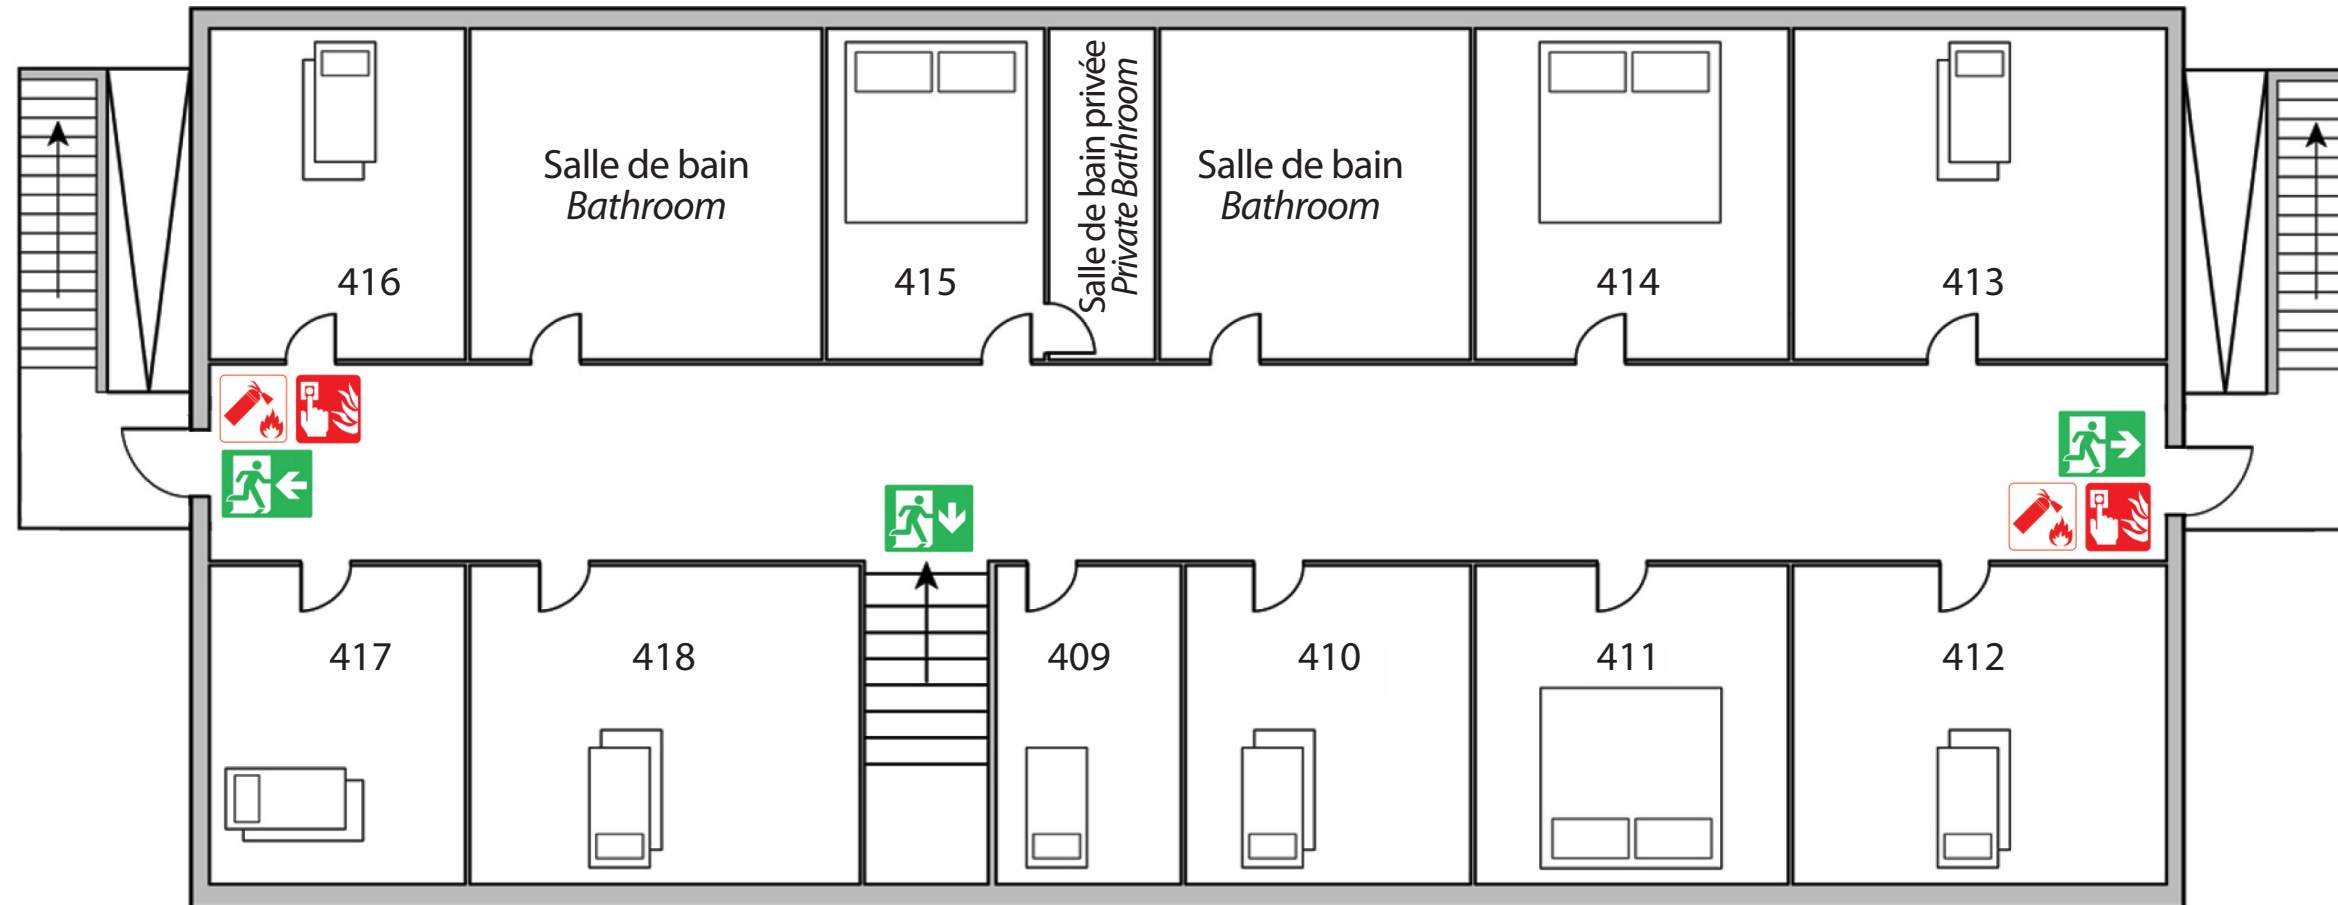 Salle de bain
Bathroom
Salle de bain privée
Private Bathroom
Salle de bain
Bathroom
416
415
414
413
417
418
409
410
411
412